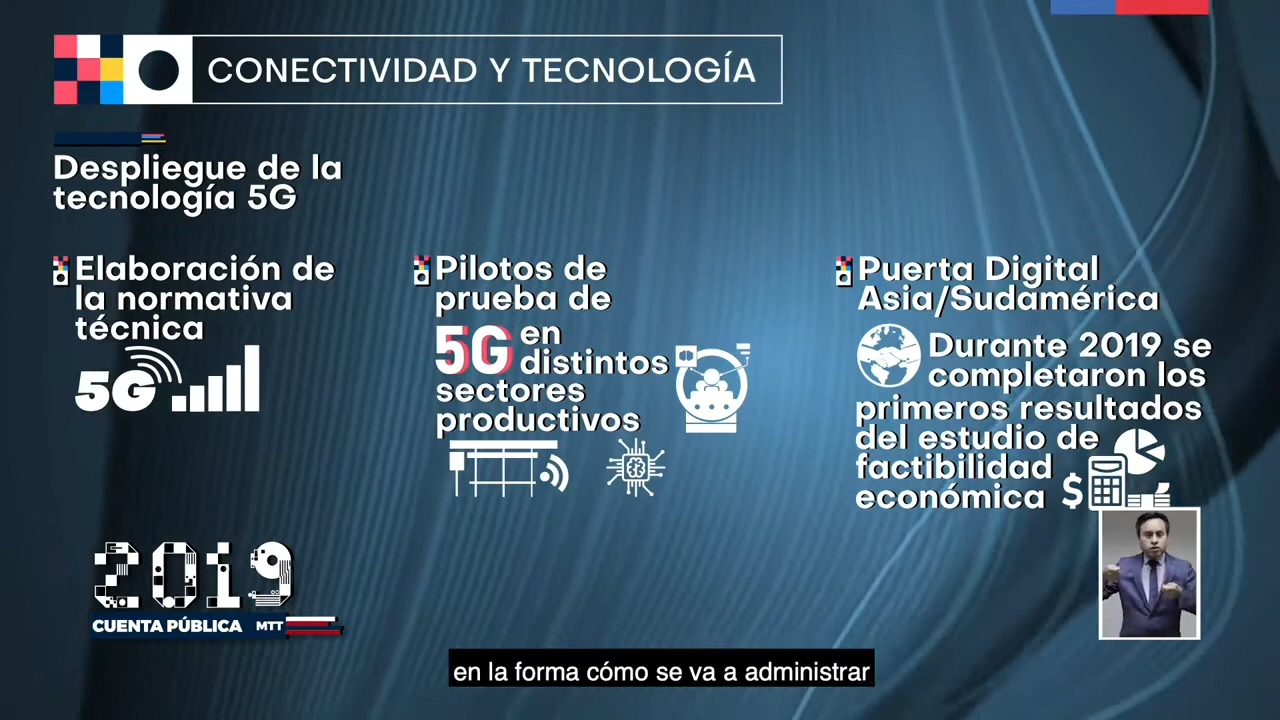 CONECTIVIDAD Y TECNOLOGÍA
Despliegue de la
tecnología 5G
Elaboración de
la normativa
técnica
5G
Pilotos de
prueba de
5G en
distintos
sectores
productivos
Puerta Digital
Asia/Sudamérica
Durante 2019 se
completaron los
primeros resultados
del estudio de
factibilidad
económica $
2019
CUENTA PÚBLICA MTT
en la forma cómo se va a administrar